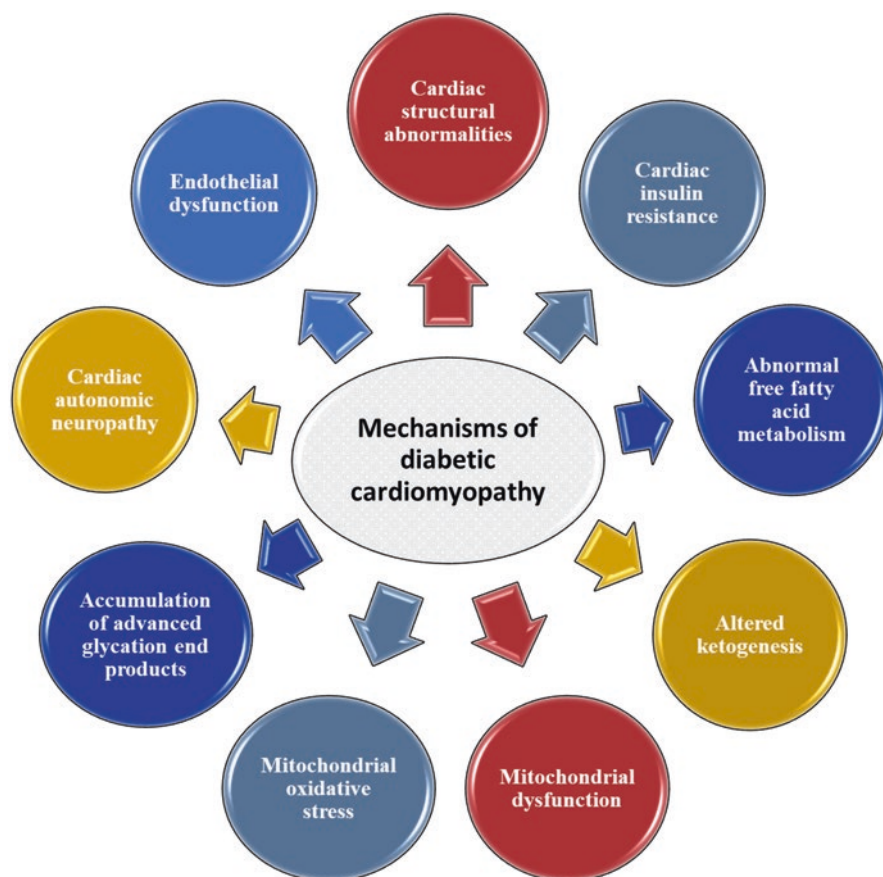 Cardiac
structural
abnormalities
Cardiac
insulin
resistance
Abnormal
free fatty
acid
metabolism
Altered
ketogenesis
Mitochondrial
dysfunction
Mitochondrial
oxidative
stress
Accumulation
of advanced
glycation end
products
Cardiac
autonomic
neuropathy
Endothelial
dysfunction
Mechanisms of
diabetic
cardiomyopathy